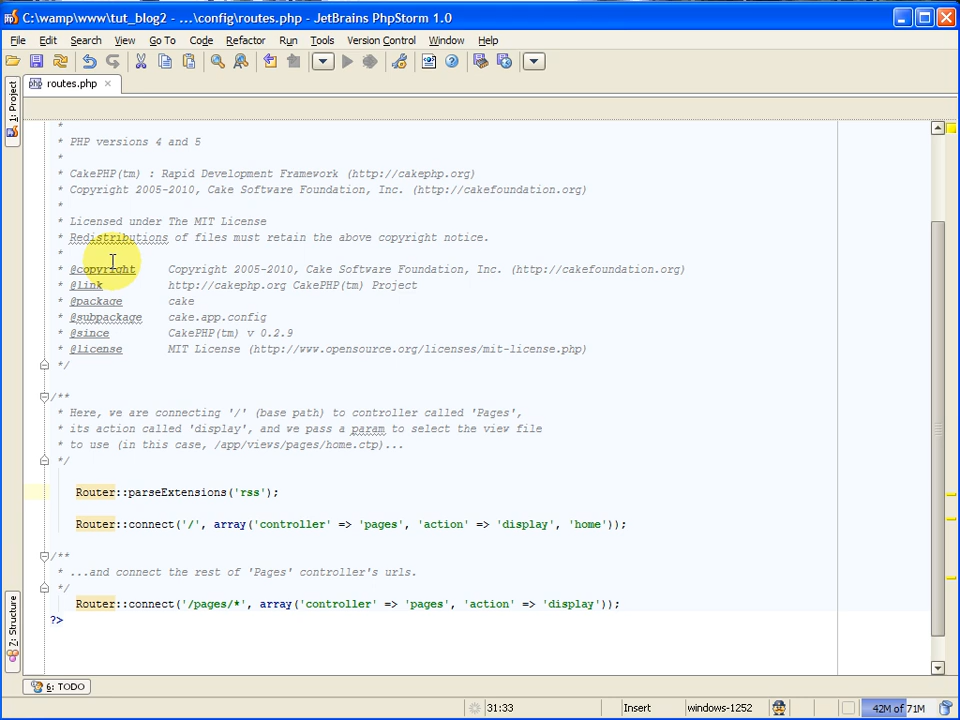 C:\wamp\www\tut_blog2 - ...\config\routes.php - JetBrains PhpStorm 1.0
File Edit Search View Go To Code Refactor Run Tools Version Control Window Help
routes.php
1: Project
*
* PHP versions 4 and 5
*
* CakePHP(tm) : Rapid Development Framework (http://cakephp.org)
* Copyright 2005-2010, Cake Software Foundation, Inc. (http://cakefoundation.org)
*
* Licensed under The MIT License
* Redistributions of files must retain the above copyright notice.
*
* @copyright Copyright 2005-2010, Cake Software Foundation, Inc. (http://cakefoundation.org)
* @link http://cakephp.org CakePHP(tm) Project
* @package cake
* @subpackage cake.app.config
* @since CakePHP(tm) v 0.2.9
* @license MIT License (http://www.opensource.org/licenses/mit-license.php)
*/
/**
* Here, we are connecting '/' (base path) to controller called 'Pages',
* its action called 'display', and we pass a param to select the view file
* to use (in this case, /app/views/pages/home.ctp)...
*/
Router::parseExtensions('rss');
Router::connect('/', array('controller' => 'pages', 'action' => 'display', 'home'));
/**
* ...and connect the rest of 'Pages' controller's urls.
*/
Router::connect('/pages/*', array('controller' => 'pages', 'action' => 'display'));
?>
7: Structure
6: TODO
31:33 Insert windows-1252 42M of 71M